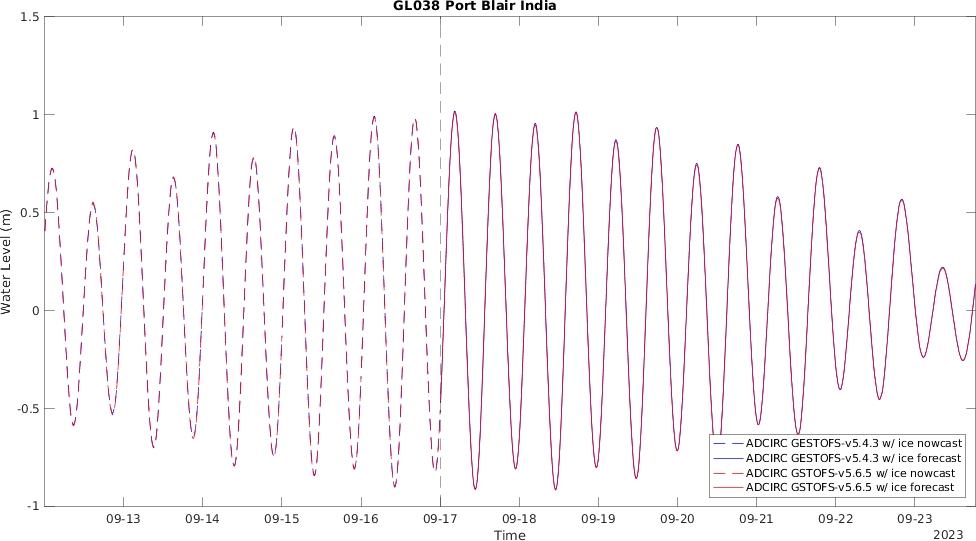 GL038 Port Blair India
1.5
1
0.5
0
-0.5
-1
Water Level (m)
09-13 09-14 09-15 09-16 09-17 09-18 09-19 09-20 09-21 09-22 09-23
Time
2023
ADCIRC GESTOFS-v5.4.3 w/ ice nowcast
ADCIRC GESTOFS-v5.4.3 w/ ice forecast
ADCIRC GSTOFS-v5.6.5 w/ ice nowcast
ADCIRC GSTOFS-v5.6.5 w/ ice forecast